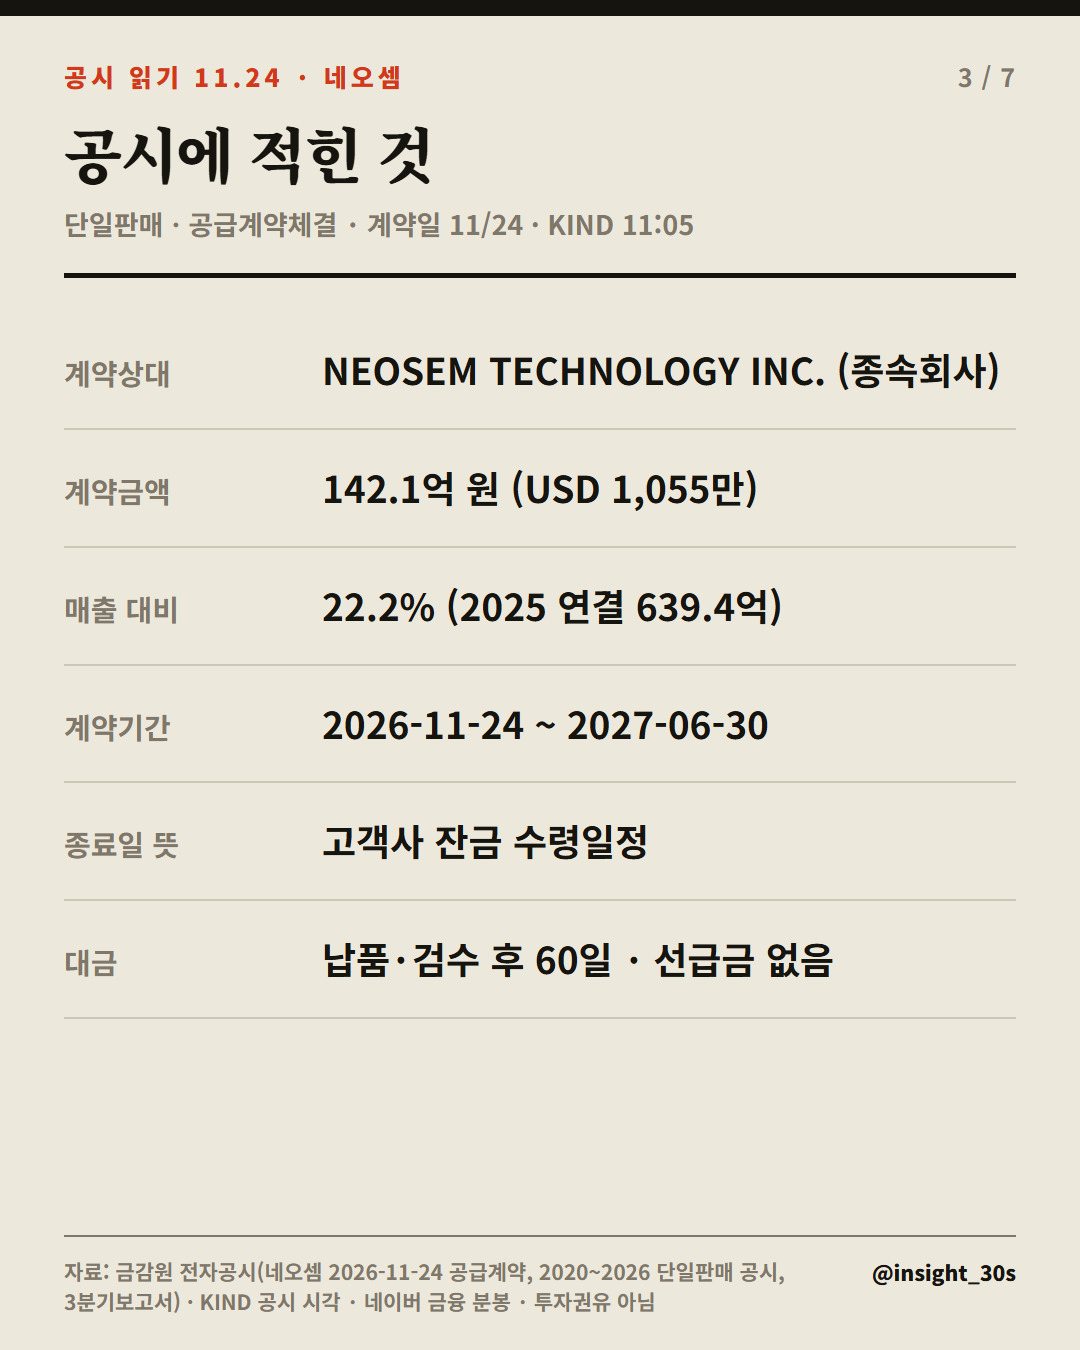 공시 읽기 11.24 · 네오셈
3 / 7
공시에 적힌 것
단일판매 · 공급계약체결 · 계약일 11/24 · KIND 11:05
계약상대 NEOSEM TECHNOLOGY INC. (종속회사)
계약금액 142.1억 원 (USD 1,055만)
매출 대비 22.2% (2025 연결 639.4억)
계약기간 2026-11-24 ~ 2027-06-30
종료일 뜻 고객사 잔금 수령일정
대금 납품·검수 후 60일 · 선급금 없음
자료: 금감원 전자공시(네오셈 2026-11-24 공급계약, 2020~2026 단일판매 공시,
3분기보고서) · KIND 공시 시각 · 네이버 금융 분봉 · 투자권유 아님
@insight_30s